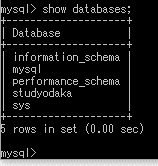 mysql> show databases;
+--------------------+
| Database           |
+--------------------+
| information_schema |
| mysql              |
| performance_schema |
| studyodaka         |
| sys                |
+--------------------+
5 rows in set (0.00 sec)
mysql>